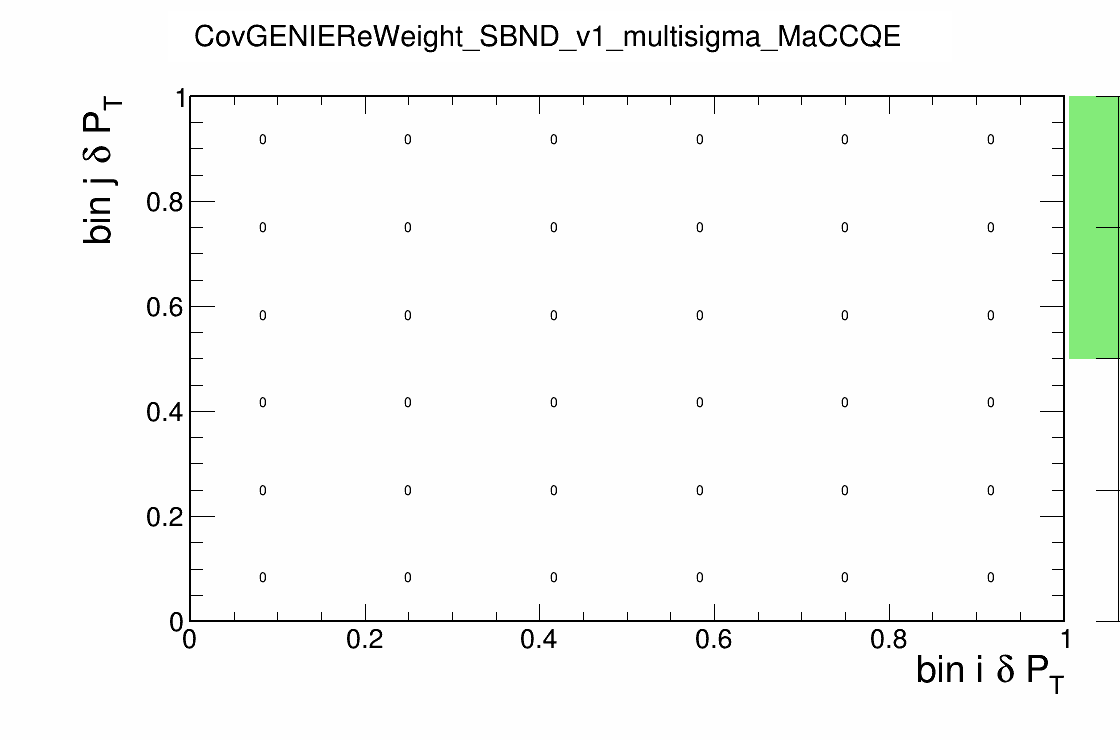 CovGENIEReWeight_SBND_v1_multisigma_MaCCQE
bin j δ P_T
1
0 0 0 0 0 0
0.8
0 0 0 0 0 0
0.6
0 0 0 0 0 0
0.4
0 0 0 0 0 0
0.2
0 0 0 0 0 0
0 0 0 0 0 0
0
0 0.2 0.4 0.6 0.8 1
bin i δ P_T